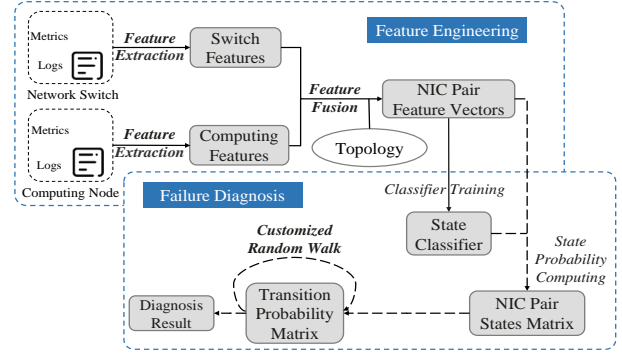 Feature Engineering
Metrics
Logs
Network Switch
Feature
Extraction
Switch
Features
Metrics
Logs
Computing Node
Feature
Extraction
Computing
Features
Feature
Fusion
Topology
NIC Pair
Feature Vectors
Failure Diagnosis
Classifier Training
State
Classifier
State
Probability
Computing
NIC Pair
States Matrix
Customized
Random Walk
Transition
Probability
Matrix
Diagnosis
Result